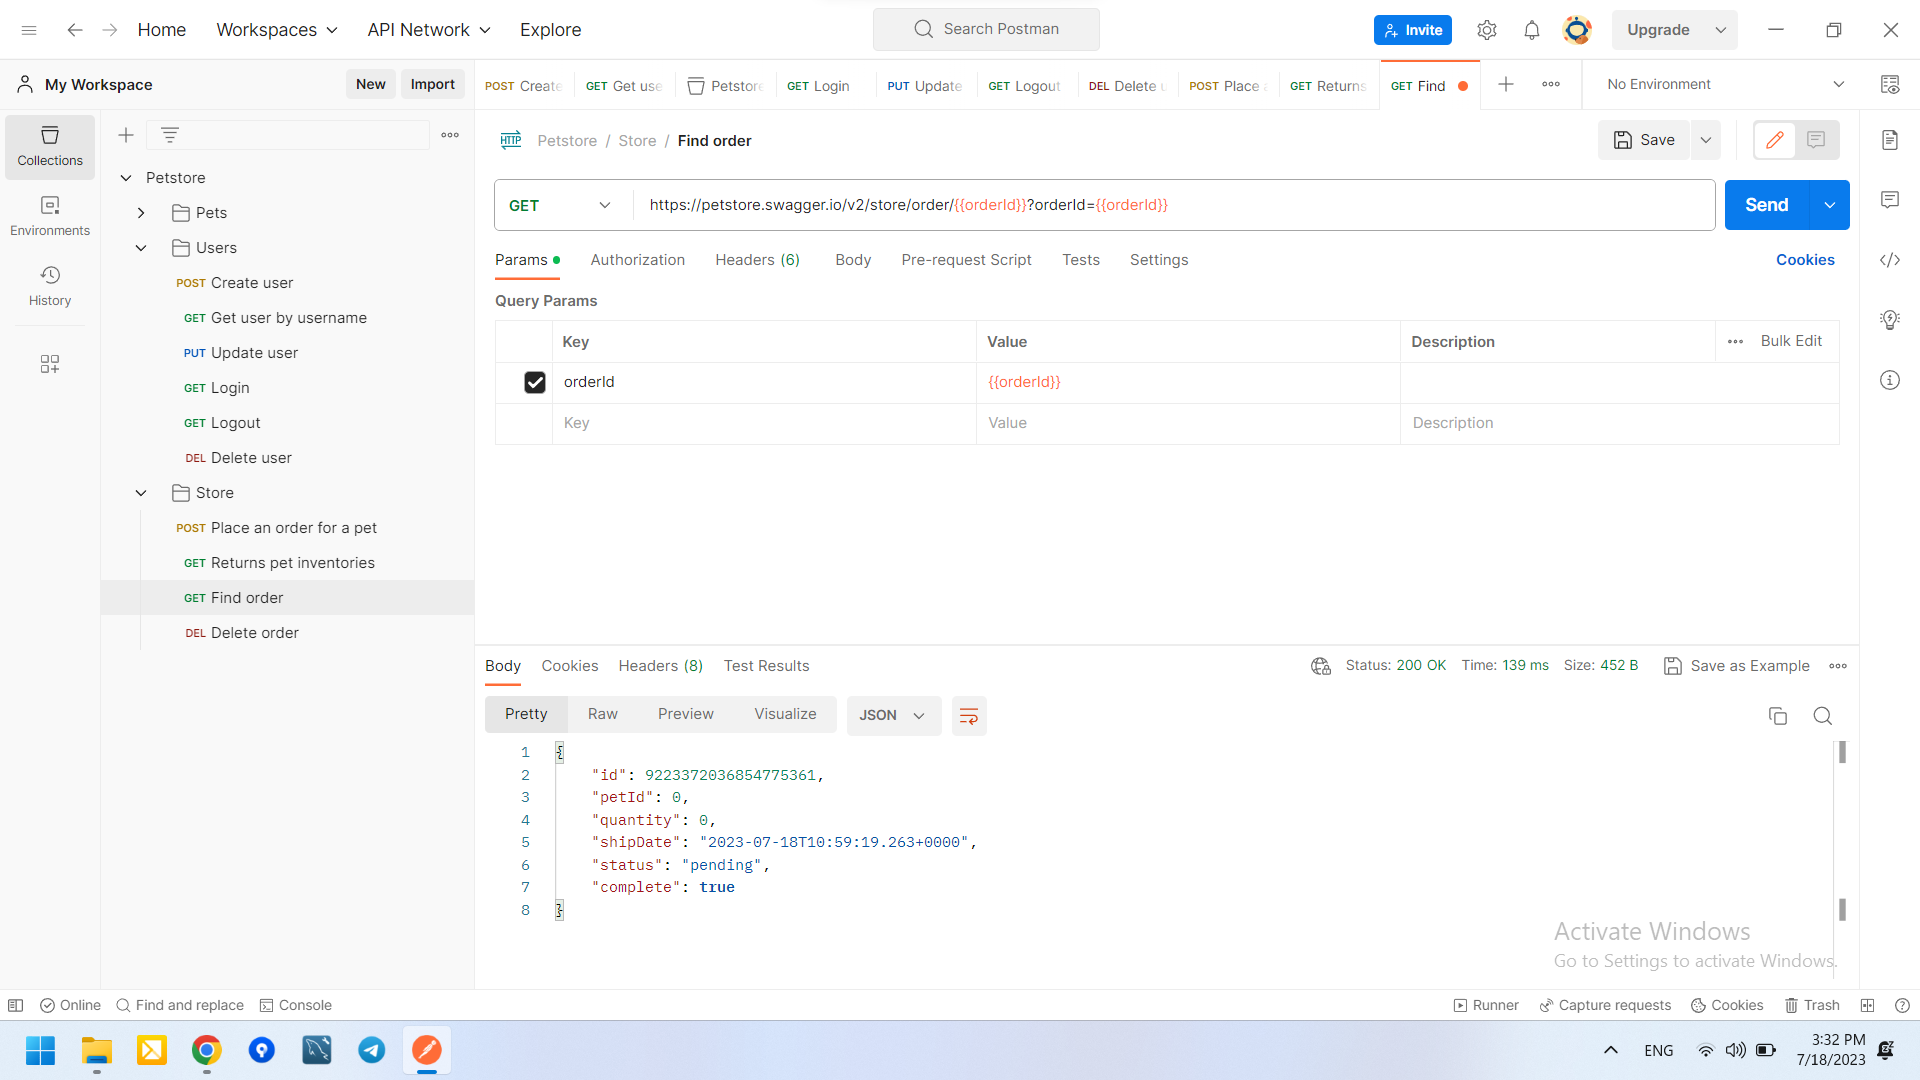 Home
Workspaces
API Network
Explore
Search Postman
Invite
Upgrade
My Workspace
New
Import
POST Create
GET Get use
Petstore
GET Login
PUT Update
GET Logout
DEL Delete u
POST Place a
GET Returns
GET Find
No Environment
Collections
Environments
History
Petstore
Pets
Users
POST Create user
GET Get user by username
PUT Update user
GET Login
GET Logout
DEL Delete user
Store
POST Place an order for a pet
GET Returns pet inventories
GET Find order
DEL Delete order
HTTP
Petstore / Store / Find order
Save
GET
https://petstore.swagger.io/v2/store/order/{{orderId}}?orderId={{orderId}}
Send
Params
Authorization
Headers (6)
Body
Pre-request Script
Tests
Settings
Cookies
Query Params
Key
Value
Description
Bulk Edit
orderId
{{orderId}}
Key
Value
Description
Body
Cookies
Headers (8)
Test Results
Status: 200 OK
Time: 139 ms
Size: 452 B
Save as Example
Pretty
Raw
Preview
Visualize
JSON
1 {
2 "id": 9223372036854775361,
3 "petId": 0,
4 "quantity": 0,
5 "shipDate": "2023-07-18T10:59:19.263+0000",
6 "status": "pending",
7 "complete": true
8 }
Activate Windows
Go to Settings to activate Windows.
Online
Find and replace
Console
Runner
Capture requests
Cookies
Trash
ENG
3:32 PM
7/18/2023